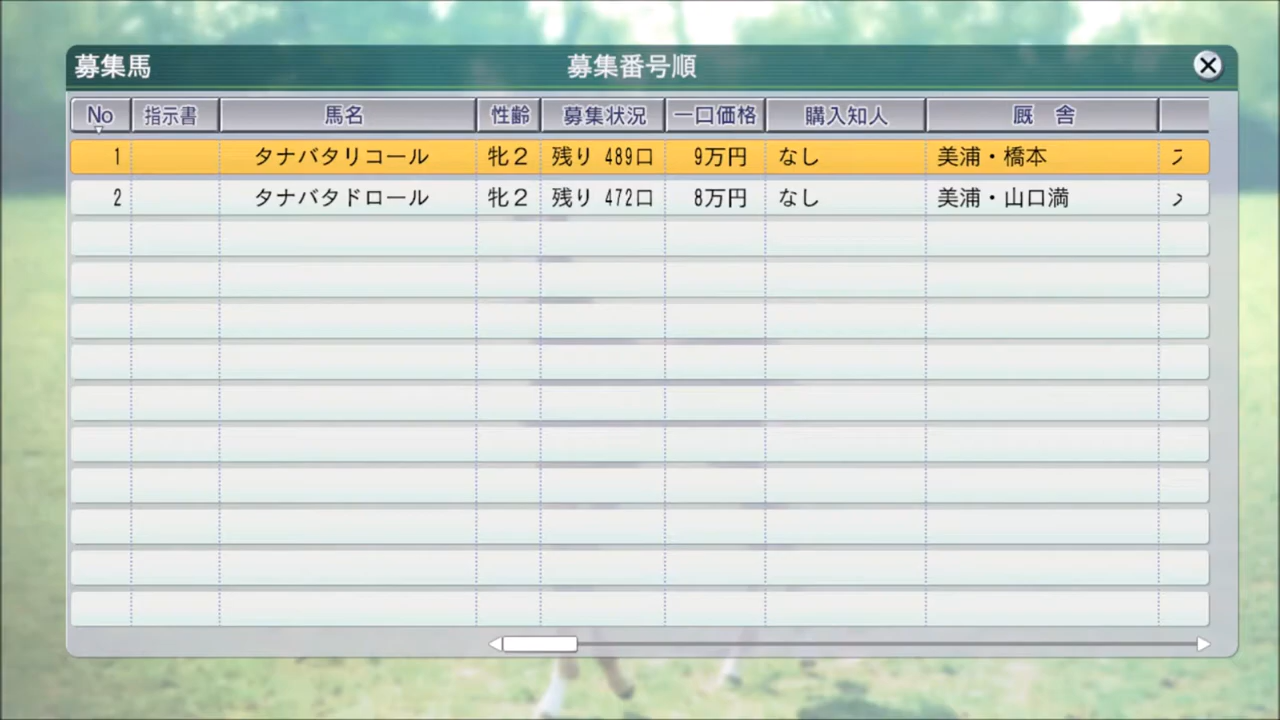 募集馬 募集番号順
No 指示書 馬名 性齢 募集状況 一口価格 購入知人 厩 舎
1 タナバタリコール 牝2 残り 489口 9万円 なし 美浦・橋本
2 タナバタドロール 牝2 残り 472口 8万円 なし 美浦・山口満